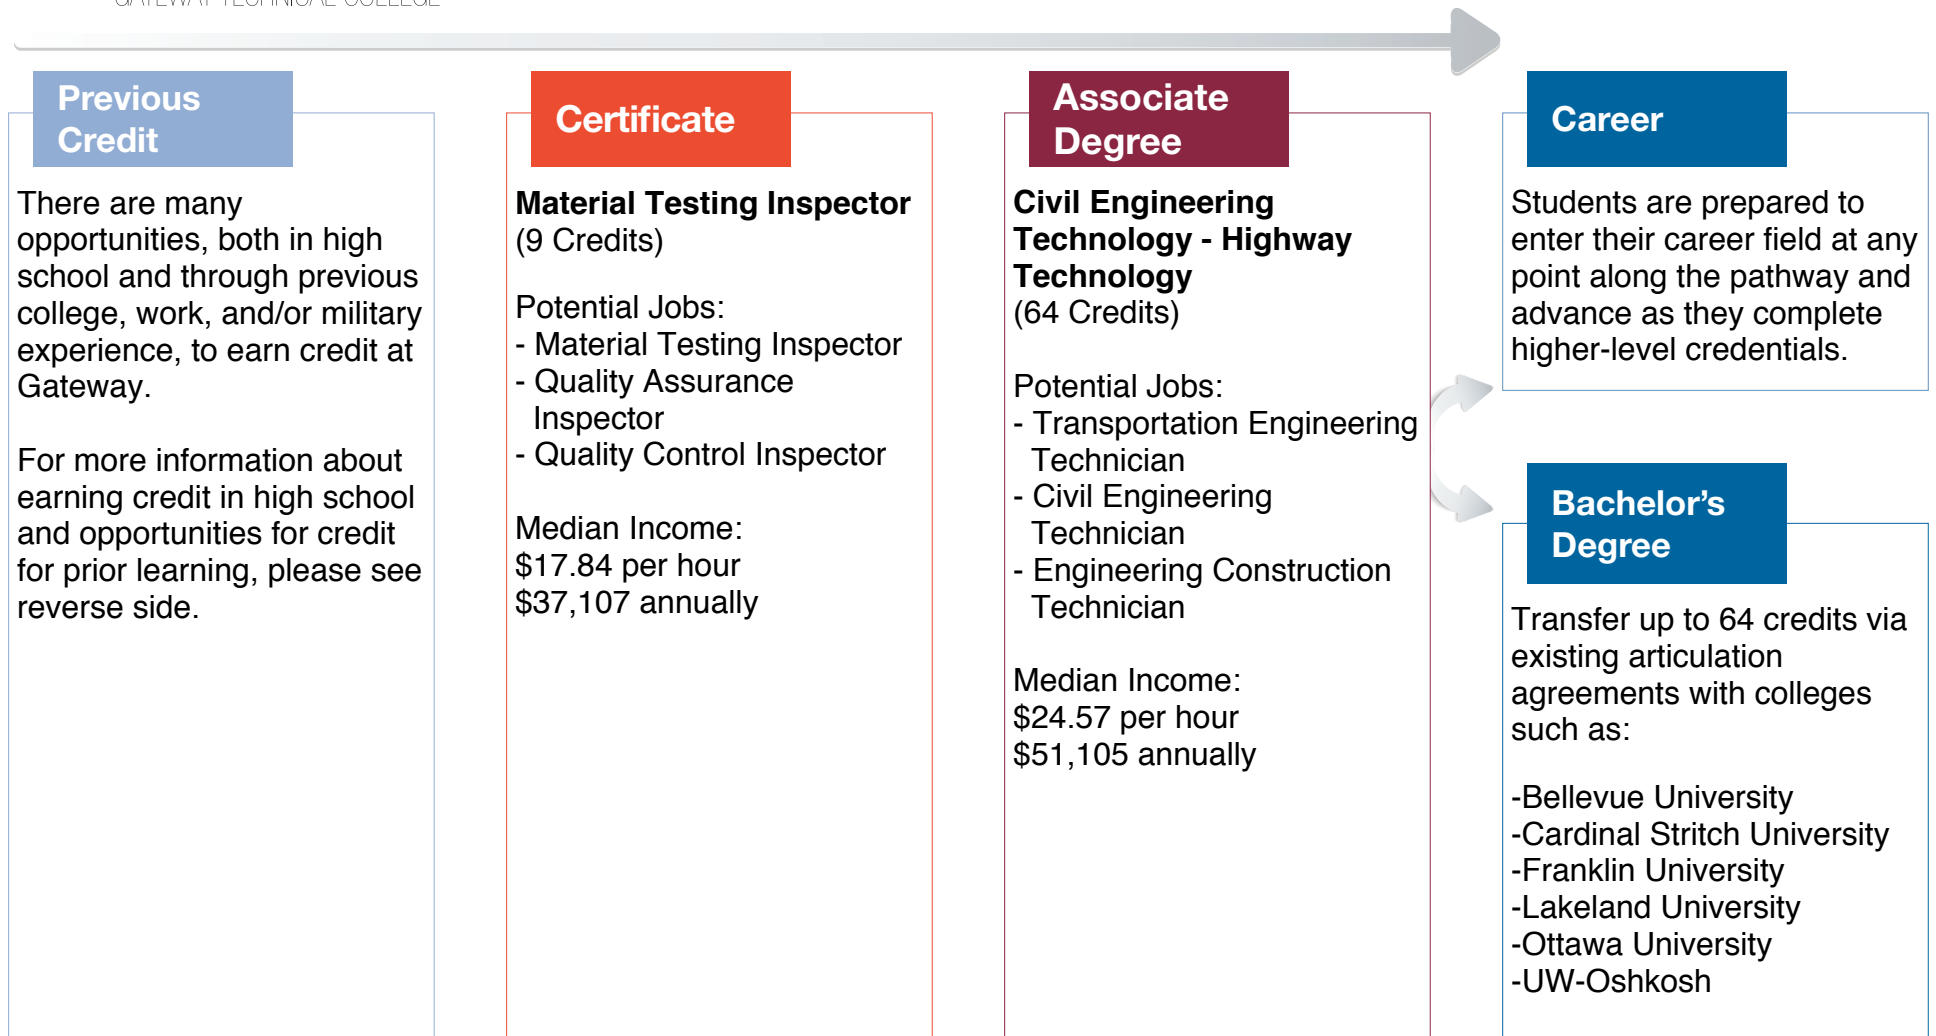 GATEWAY TECHNICAL COLLEGE
Previous
Credit
There are many
opportunities, both in high
school and through previous
college, work, and/or military
experience, to earn credit at
Gateway.
For more information about
earning credit in high school
and opportunities for credit
for prior learning, please see
reverse side.
Certificate
Material Testing Inspector
(9 Credits)
Potential Jobs:
- Material Testing Inspector
- Quality Assurance
Inspector
- Quality Control Inspector
Median Income:
$17.84 per hour
$37,107 annually
Associate
Degree
Civil Engineering
Technology - Highway
Technology
(64 Credits)
Potential Jobs:
- Transportation Engineering
Technician
- Civil Engineering
Technician
- Engineering Construction
Technician
Median Income:
$24.57 per hour
$51,105 annually
Career
Students are prepared to
enter their career field at any
point along the pathway and
advance as they complete
higher-level credentials.
Bachelor’s
Degree
Transfer up to 64 credits via
existing articulation
agreements with colleges
such as:
-Bellevue University
-Cardinal Stritch University
-Franklin University
-Lakeland University
-Ottawa University
-UW-Oshkosh